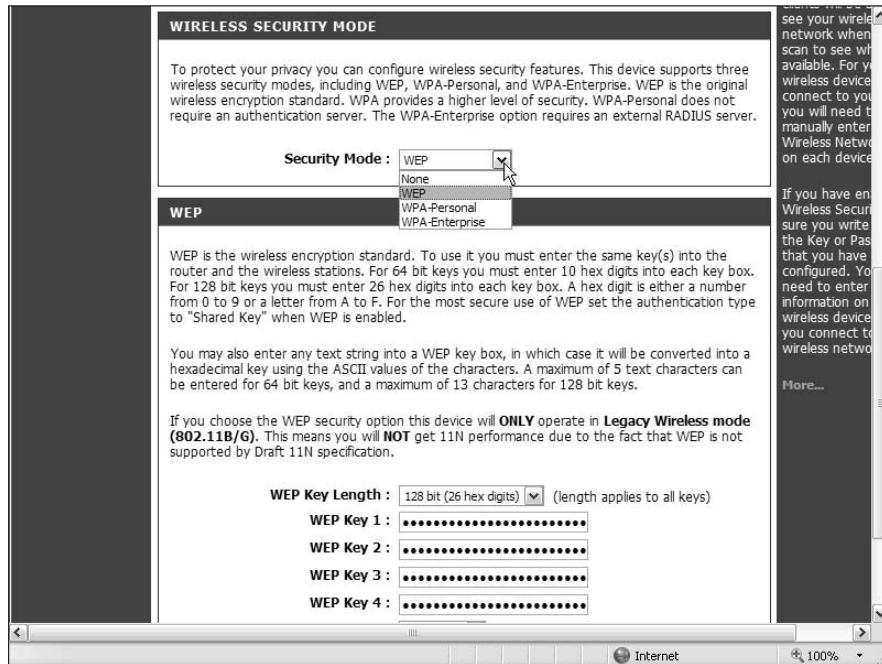 WIRELESS SECURITY MODE
To protect your privacy you can configure wireless security features. This device supports three
wireless security modes, including WEP, WPA-Personal, and WPA-Enterprise. WEP is the original
wireless encryption standard. WPA provides a higher level of security. WPA-Personal does not
require an authentication server. The WPA-Enterprise option requires an external RADIUS server.
Security Mode : WEP
None
WEP
WPA-Personal
WPA-Enterprise
WEP
WEP is the wireless encryption standard. To use it you must enter the same key(s) into the
router and the wireless stations. For 64 bit keys you must enter 10 hex digits into each key box.
For 128 bit keys you must enter 26 hex digits into each key box. A hex digit is either a number
from 0 to 9 or a letter from A to F. For the most secure use of WEP set the authentication type
to "Shared Key" when WEP is enabled.
You may also enter any text string into a WEP key box, in which case it will be converted into a
hexadecimal key using the ASCII values of the characters. A maximum of 5 text characters can
be entered for 64 bit keys, and a maximum of 13 characters for 128 bit keys.
If you choose the WEP security option this device will ONLY operate in Legacy Wireless mode
(802.11B/G). This means you will NOT get 11N performance due to the fact that WEP is not
supported by Draft 11N specification.
WEP Key Length : 128 bit (26 hex digits) (length applies to all keys)
WEP Key 1 :
WEP Key 2 :
WEP Key 3 :
WEP Key 4 :
see your wirele
network when
scan to see wh
available. For y
wireless device
connect to you
you will need t
manually enter
Wireless Netwo
on each device
If you have en
Wireless Securi
sure you write
the Key or Pas
that you have
configured. Yo
need to enter
information on
wireless device
you connect to
wireless netwo
More...
Internet
100%